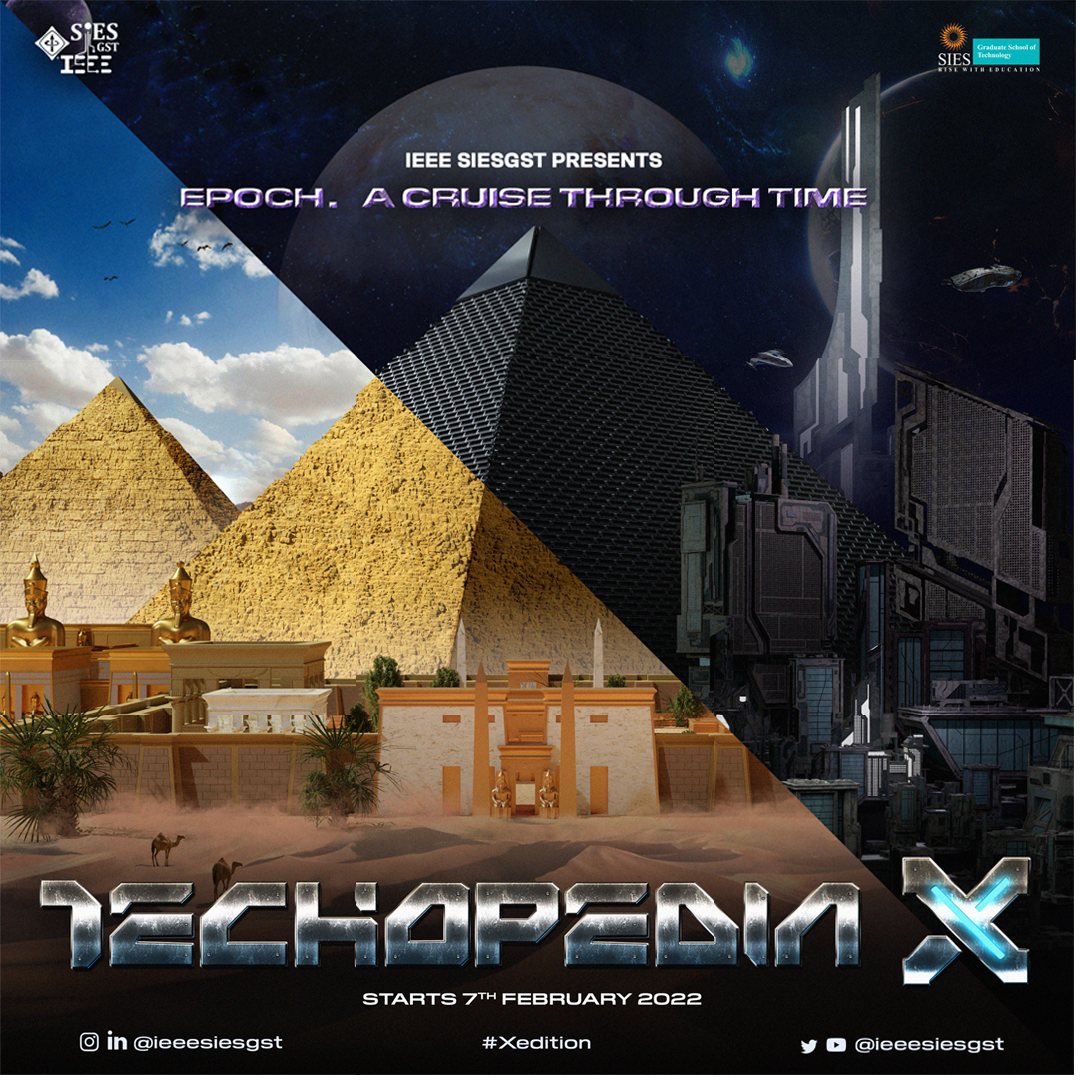 SiES
GST
IEEE
SIES
Graduate School of
Technology
RISE WITH EDUCATION
IEEE SIESGST PRESENTS
EPOCH. A CRUISE THROUGH TIME
TECHOPEDIA X
STARTS 7TH FEBRUARY 2022
@ieeesiesgst
#Xedition
@ieeesiesgst